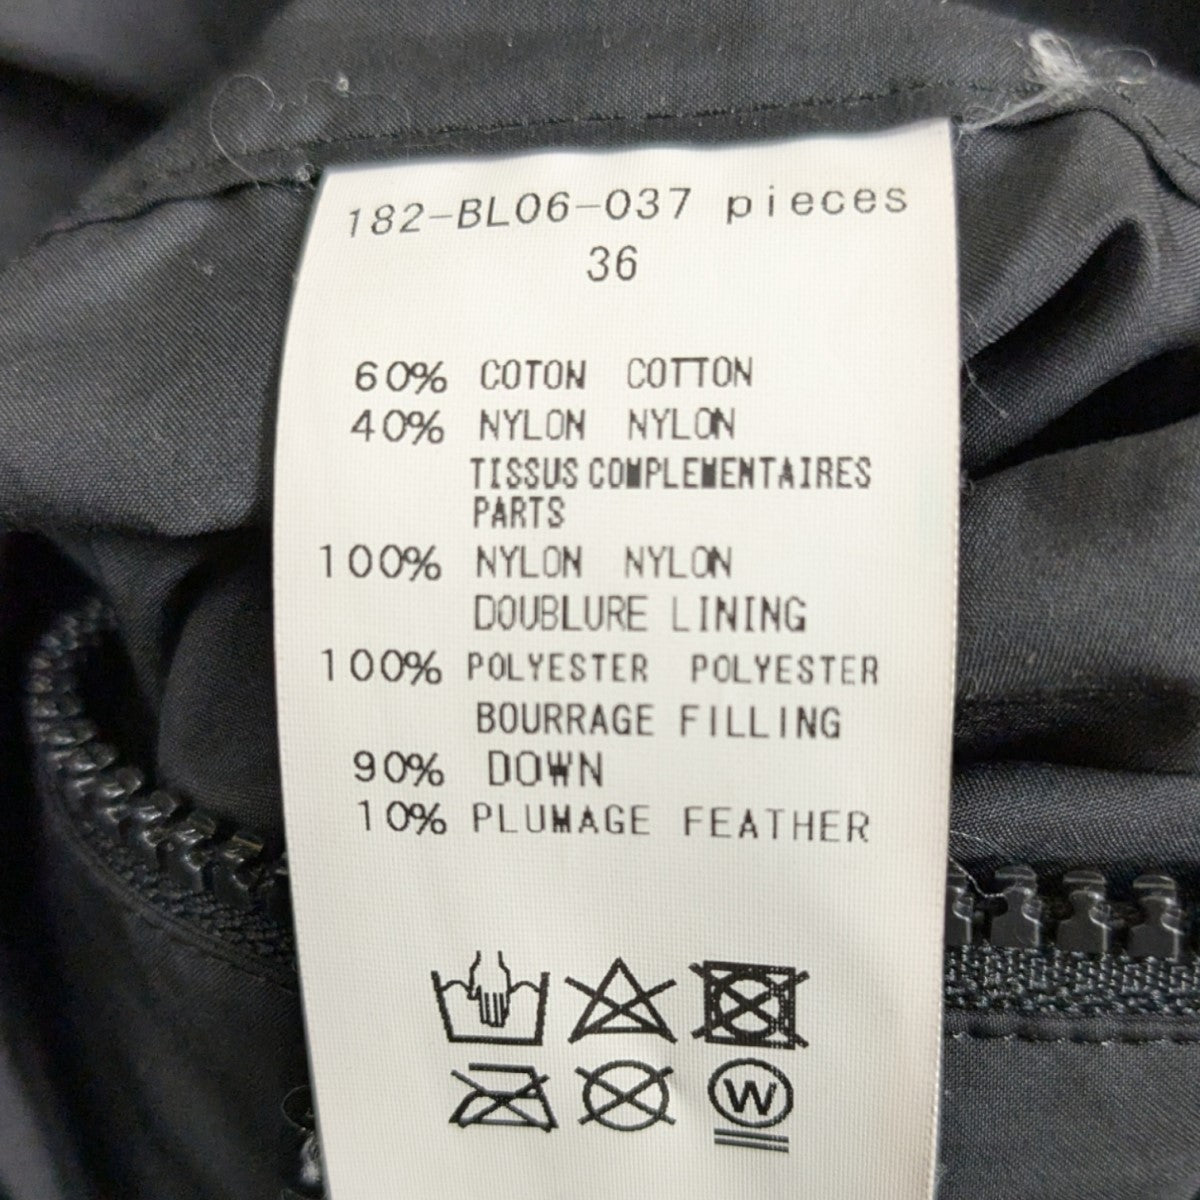 182-BL06-037 pieces
36
60% COTON COTTON
40% NYLON NYLON
TISSUS COMPLEMENTAIRES
PARTS
100% NYLON NYLON
DOUBLURE LINING
100% POLYESTER POLYESTER
BOURRAGE FILLING
90% DOWN
10% PLUMAGE FEATHER
W